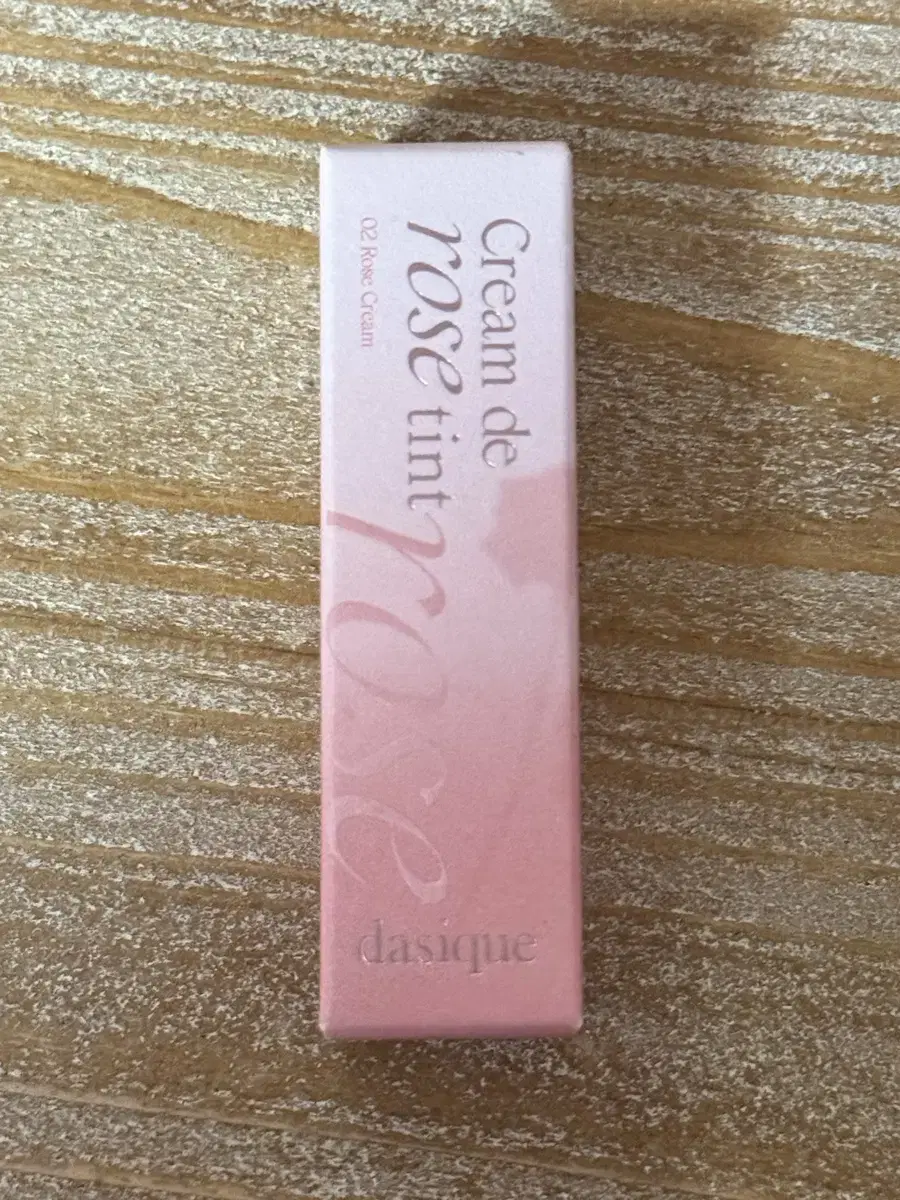 Cream de
rose tint
02 Rose Cream
rose
dasique